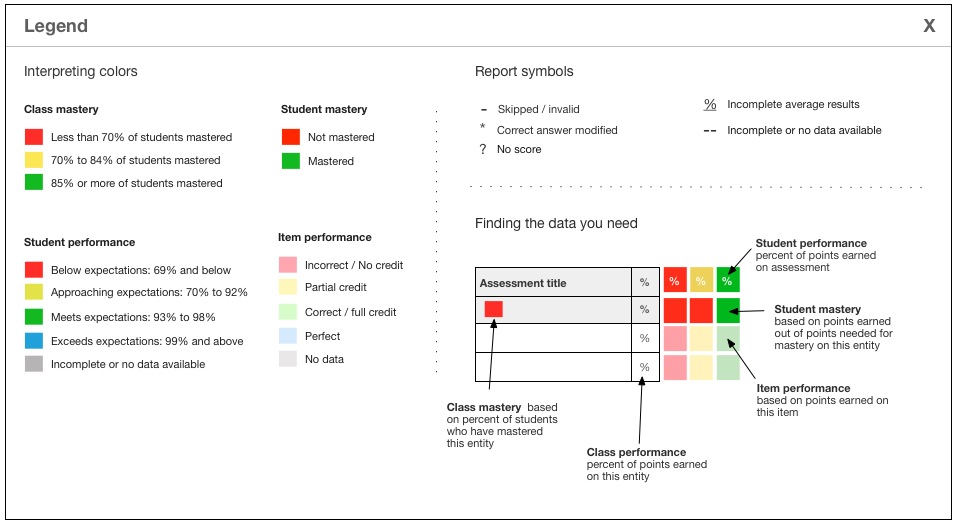 Legend
X
Interpreting colors
Class mastery
Less than 70% of students mastered
70% to 84% of students mastered
85% or more of students mastered
Student mastery
Not mastered
Mastered
Student performance
Below expectations: 69% and below
Approaching expectations: 70% to 92%
Meets expectations: 93% to 98%
Exceeds expectations: 99% and above
Incomplete or no data available
Item performance
Incorrect / No credit
Partial credit
Correct / full credit
Perfect
No data
Report symbols
- Skipped / invalid
* Correct answer modified
? No score
% Incomplete average results
-- Incomplete or no data available
Finding the data you need
Assessment title % % % %
%
%
%
Student performance
percent of points earned
on assessment
Student mastery
based on points earned
out of points needed for
mastery on this entity
Item performance
based on points earned on
this item
Class mastery based
on percent of students
who have mastered
this entity
Class performance
percent of points earned
on this entity